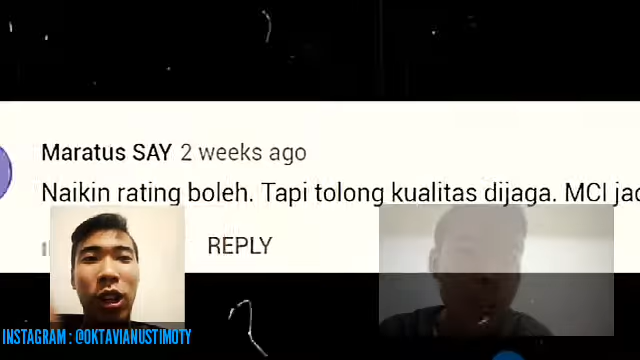 Maratus SAY 2 weeks ago
Naikin rating boleh. Tapi tolong kualitas dijaga. MCI
REPLY
INSTAGRAM : @OKTAVIANUSTIMOTY